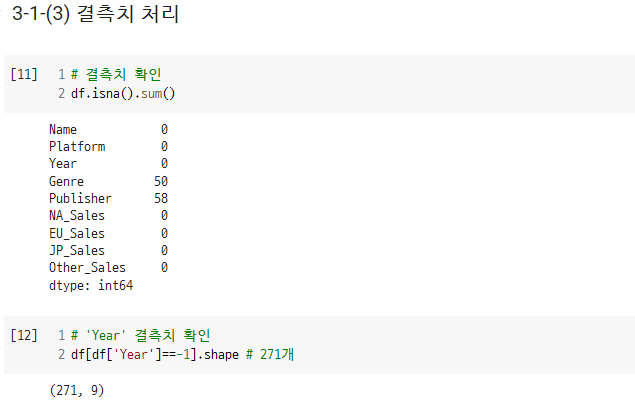 3-1-(3) 결측치 처리
[11] 1 # 결측치 확인
2 df.isna().sum()
Name 0
Platform 0
Year 0
Genre 50
Publisher 58
NA_Sales 0
EU_Sales 0
JP_Sales 0
Other_Sales 0
dtype: int64
[12] 1 # 'Year' 결측치 확인
2 df[df['Year']==-1].shape # 271개
(271, 9)